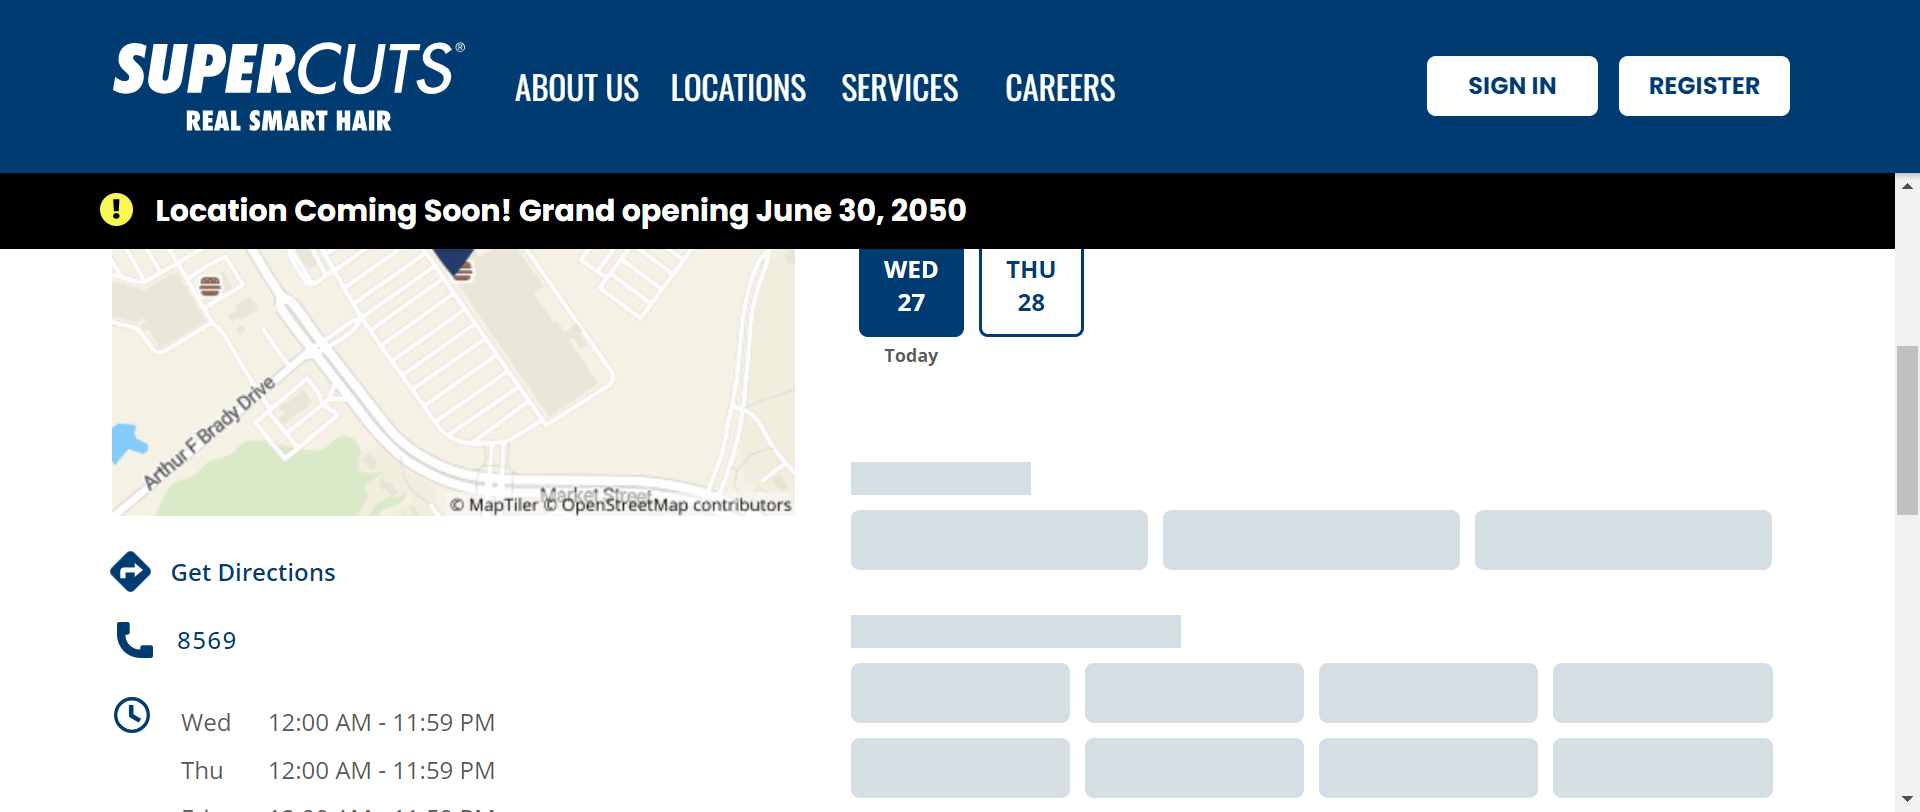 SUPERCUTS®
REAL SMART HAIR
ABOUT US
LOCATIONS
SERVICES
CAREERS
SIGN IN
REGISTER
Location Coming Soon! Grand opening June 30, 2050
Arthur F Brady Drive
Market Street
© MapTiler © OpenStreetMap contributors
WED
27
Today
THU
28
Get Directions
8569
Wed 12:00 AM - 11:59 PM
Thu 12:00 AM - 11:59 PM